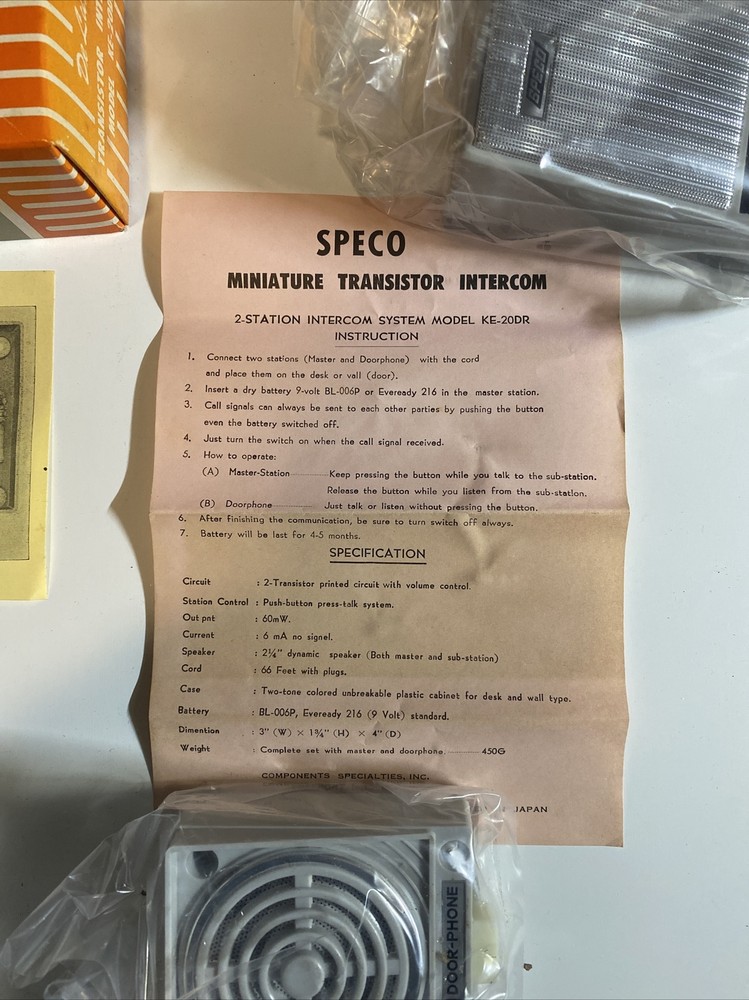 De
TRANSISTOR
MODEL
SPECO
SPECO
MINIATURE TRANSISTOR INTERCOM
2-STATION INTERCOM SYSTEM MODEL KE-20DR
INSTRUCTION
1. Connect two stations (Master and Doorphone) with the cord
and place them on the desk or vall (door).
2. Insert a dry battery 9-volt BL-006P or Eveready 216 in the master station.
3. Call signals can always be sent to each other parties by pushing the button
even the battery switched off.
4. Just turn the switch on when the call signal received.
5. How to operate:
(A) Master-Station Keep pressing the button while you talk to the sub-station.
Release the button while you listen from the sub-station.
(B) Doorphone Just talk or listen without pressing the button.
6. After finishing the communication, be sure to turn switch off always.
7. Battery will be last for 4-5 months.
SPECIFICATION
Circuit : 2-Transistor printed circuit with volume control.
Station Control : Push-button press-talk system.
Out pnt : 60mW.
Current : 6 mA no signel.
Speaker : 2¼" dynamic speaker (Both master and sub-station)
Cord : 66 Feet with plugs.
Case : Two-tone colored unbreakable plastic cabinet for desk and wall type.
Battery : BL-006P, Eveready 216 (9 Volt) standard.
Dimention : 3" (W) × 1¾" (H) × 4" (D)
Weight : Complete set with master and doorphone. 450G
COMPONENTS SPECIALTIES, INC.
JAPAN
DOOR-PHONE